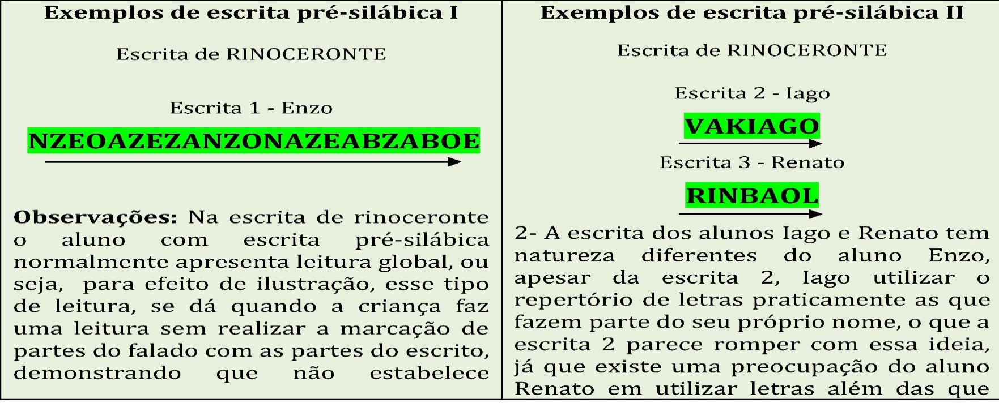 Exemplos de escrita pré-silábica I
Escrita de RINOCERONTE
Escrita 1 - Enzo
NZEOAZEZANZONAZEABZABOE
Observações: Na escrita de rinoceronte
o aluno com escrita pré-silábica
normalmente apresenta leitura global, ou
seja, para efeito de ilustração, esse tipo
de leitura, se dá quando a criança faz
uma leitura sem realizar a marcação de
partes do falado com as partes do escrito,
demonstrando que não estabelece
Exemplos de escrita pré-silábica II
Escrita de RINOCERONTE
Escrita 2 - Iago
VAKIAGO
Escrita 3 - Renato
RINBAOL
2- A escrita dos alunos Iago e Renato tem
natureza diferentes do aluno Enzo,
apesar da escrita 2, Iago utilizar o
repertório de letras praticamente as que
fazem parte do seu próprio nome, o que a
escrita 2 parece romper com essa ideia,
já que existe uma preocupação do aluno
Renato em utilizar letras além das que